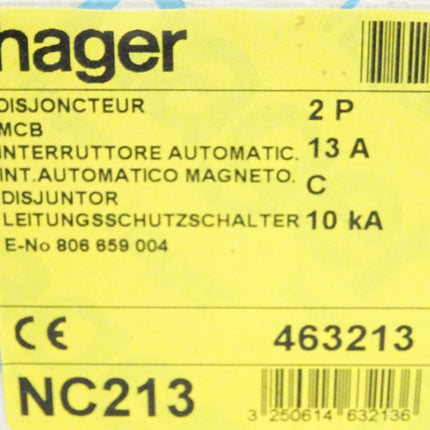 hager
DISJONCTEUR 2 P
MCB
INTERRUTTORE AUTOMATIC. 13 A
INT.AUTOMATICO MAGNETO. C
DISJUNTOR
LEITUNGSSCHUTZSCHALTER 10 kA
E-No 806 659 004
CE 463213
NC213
3 250614 632136